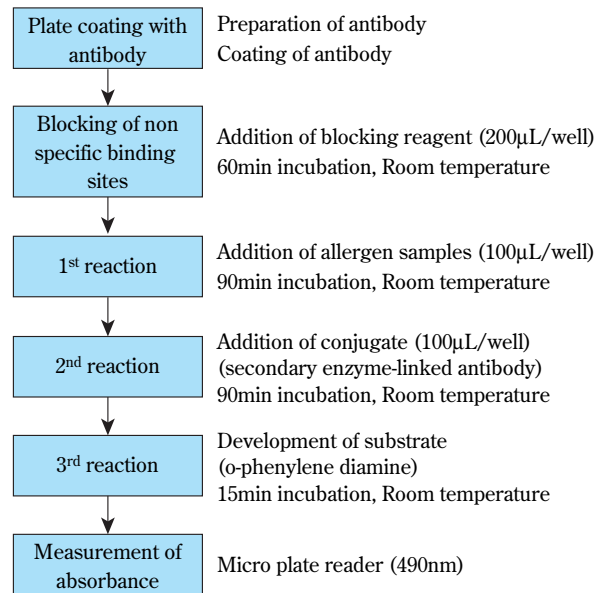 Plate coating with
antibody
Preparation of antibody
Coating of antibody
Blocking of non
specific binding
sites
Addition of blocking reagent (200µL/well)
60min incubation, Room temperature
1st reaction
Addition of allergen samples (100µL/well)
90min incubation, Room temperature
2nd reaction
Addition of conjugate (100µL/well)
(secondary enzyme-linked antibody)
90min incubation, Room temperature
3rd reaction
Development of substrate
(o-phenylene diamine)
15min incubation, Room temperature
Measurement of
absorbance
Micro plate reader (490nm)